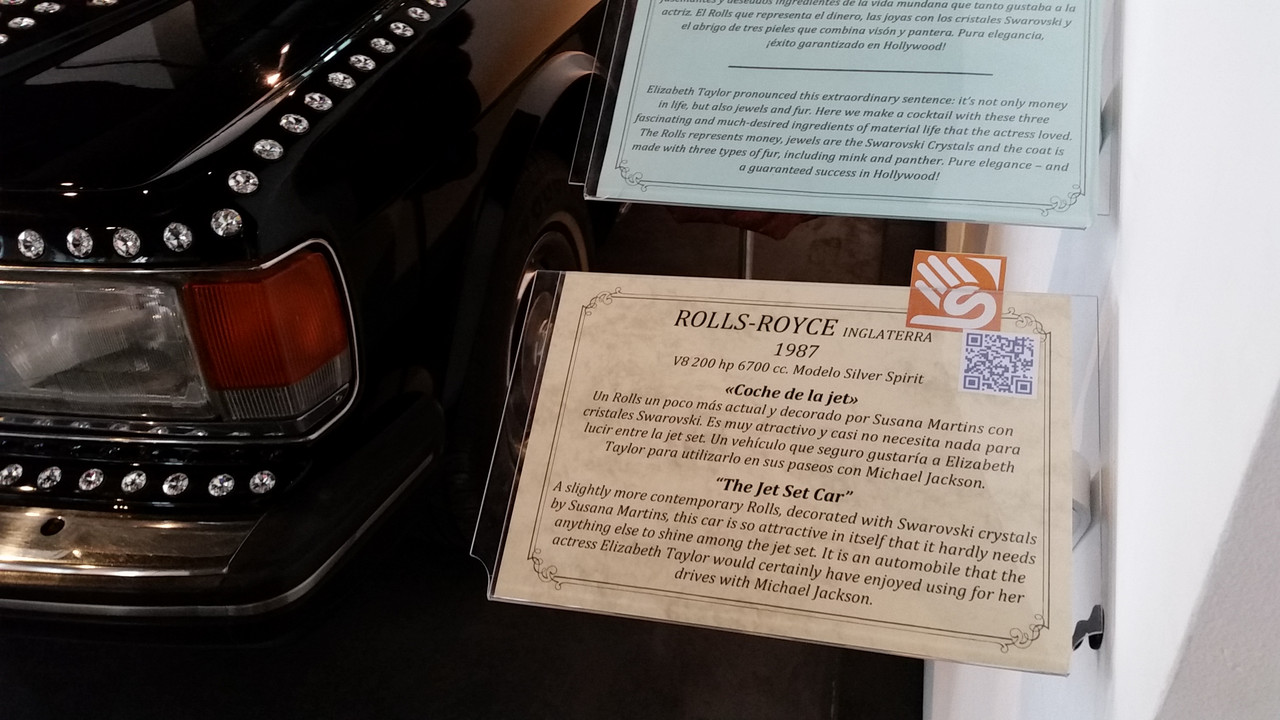 fascinantes y deseados ingredientes de la vida mundana que tanto gustaba a la
actriz. El Rolls que representa el dinero, las joyas con los cristales Swarovski y
el abrigo de tres pieles que combina visón y pantera. Pura elegancia,
¡éxito garantizado en Hollywood!
Elizabeth Taylor pronounced this extraordinary sentence: it's not only money
in life, but also jewels and fur. Here we make a cocktail with these three
fascinating and much-desired ingredients of material life that the actress loved.
The Rolls represents money, jewels are the Swarovski Crystals and the coat is
made with three types of fur, including mink and panther. Pure elegance – and
a guaranteed success in Hollywood!
ROLLS-ROYCE INGLATERRA
1987
V8 200 hp 6700 cc. Modelo Silver Spirit
«Coche de la jet»
Un Rolls un poco más actual y decorado por Susana Martins con
cristales Swarovski. Es muy atractivo y casi no necesita nada para
lucir entre la jet set. Un vehículo que seguro gustaría a Elizabeth
Taylor para utilizarlo en sus paseos con Michael Jackson.
“The Jet Set Car”
A slightly more contemporary Rolls, decorated with Swarovski crystals
by Susana Martins, this car is so attractive in itself that it hardly needs
anything else to shine among the jet set. It is an automobile that the
actress Elizabeth Taylor would certainly have enjoyed using for her
drives with Michael Jackson.